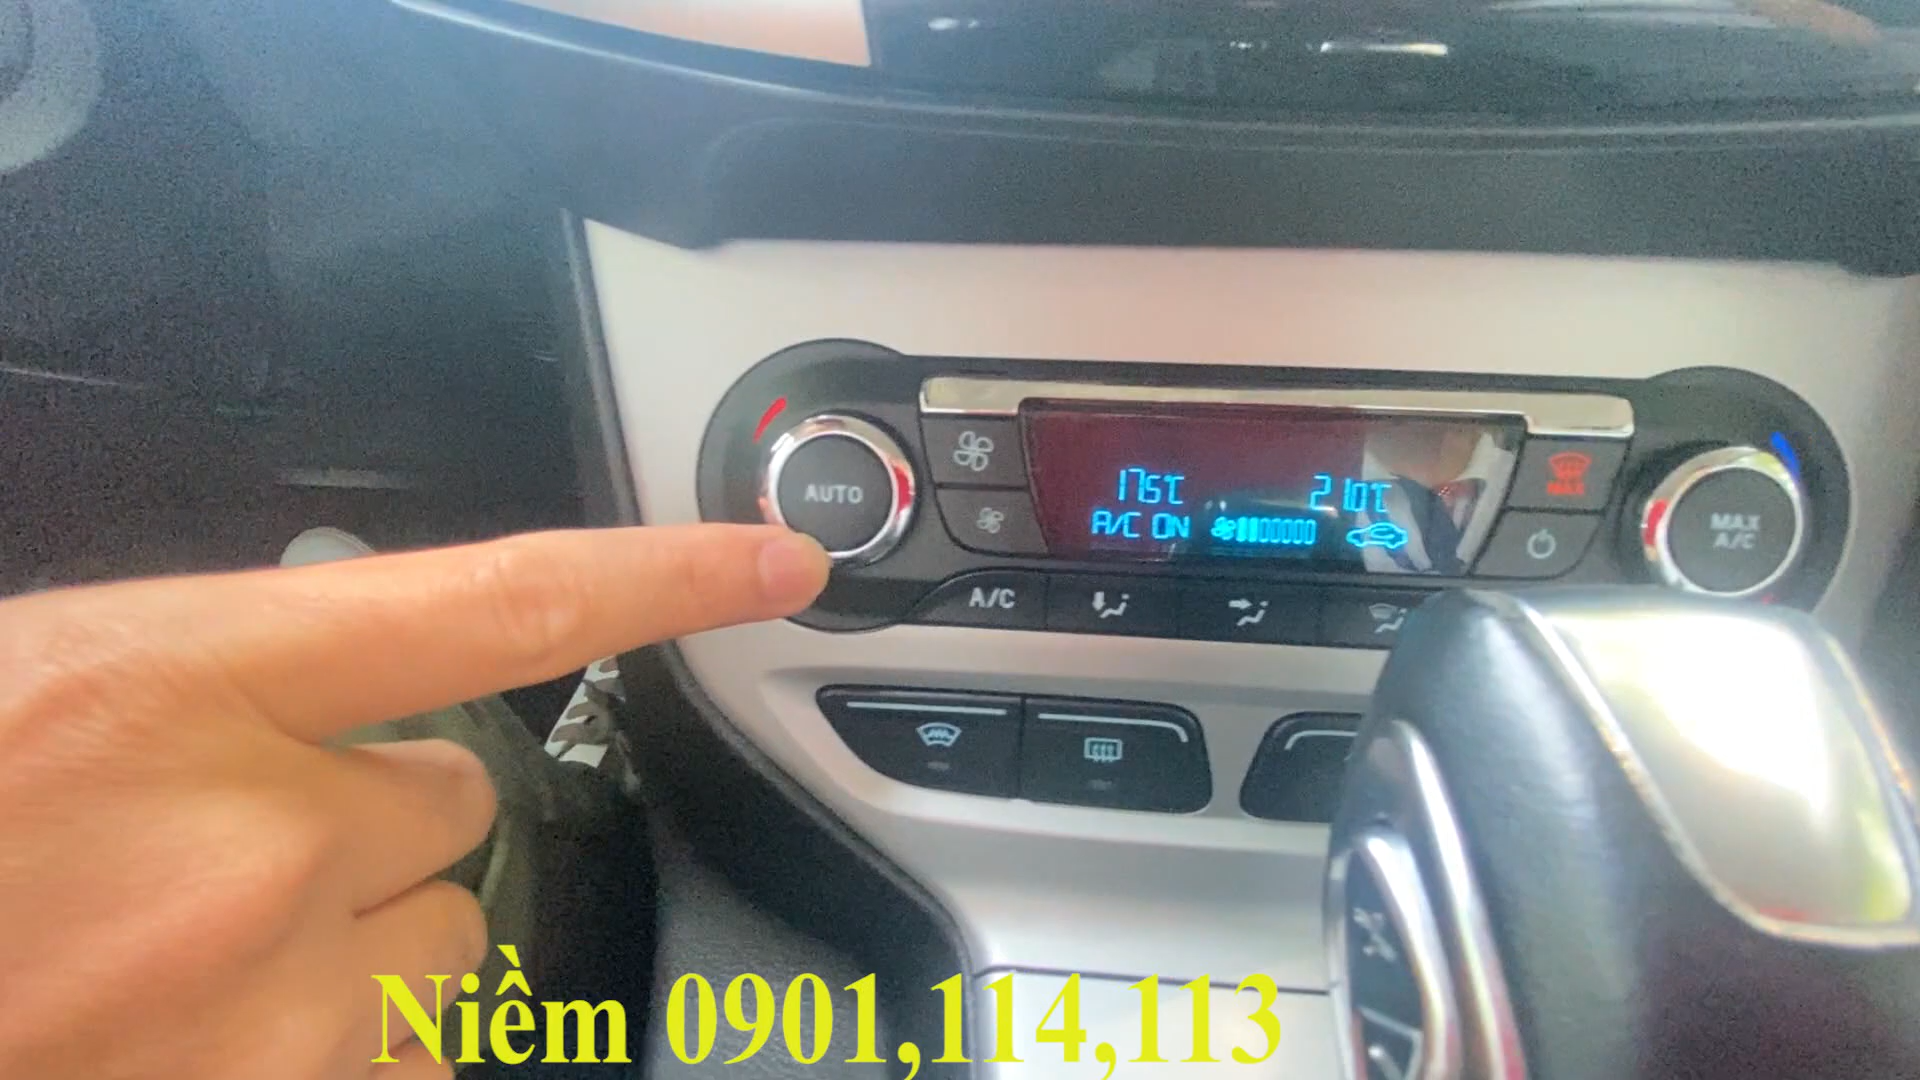 AUTO
17.5°C 21.0°C
A/C ON
MAX
MAX
A/C
A/C
Niềm 0901,114,113